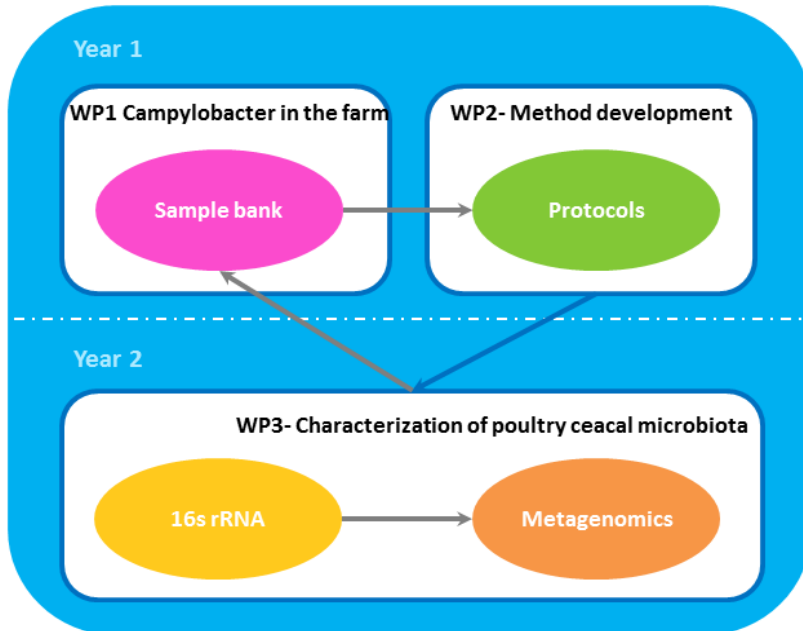 Year 1
WP1 Campylobacter in the farm
WP2- Method development
Sample bank
Protocols
Year 2
WP3- Characterization of poultry ceacal microbiota
16s rRNA
Metagenomics